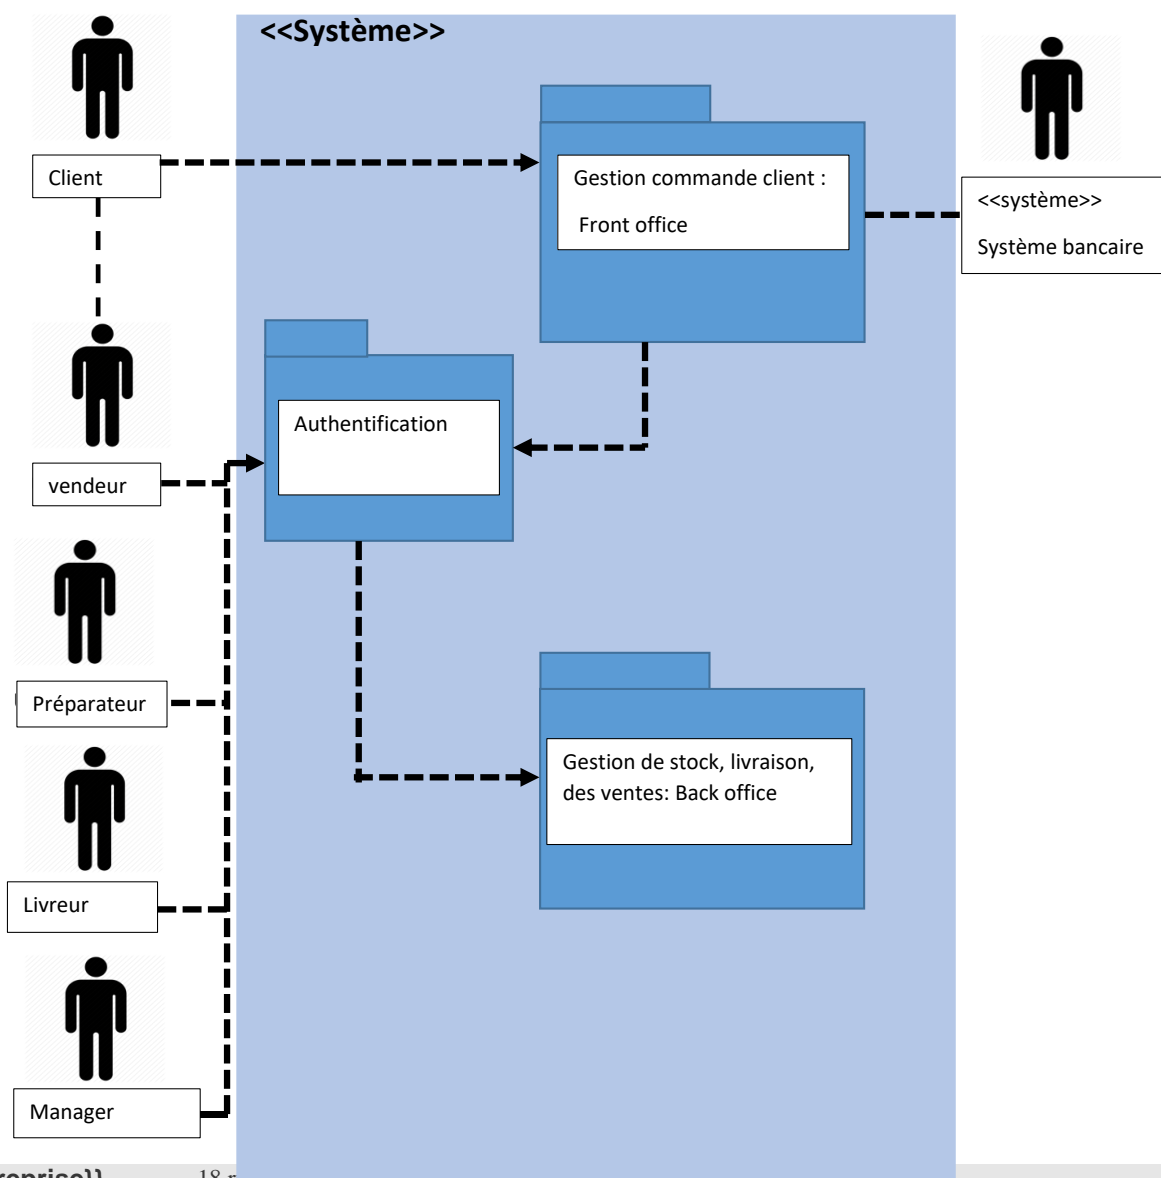 <<Système>>
Client
Gestion commande client :
Front office
<<système>>
Système bancaire
Authentification
vendeur
Préparateur
Gestion de stock, livraison,
des ventes: Back office
Livreur
Manager
18